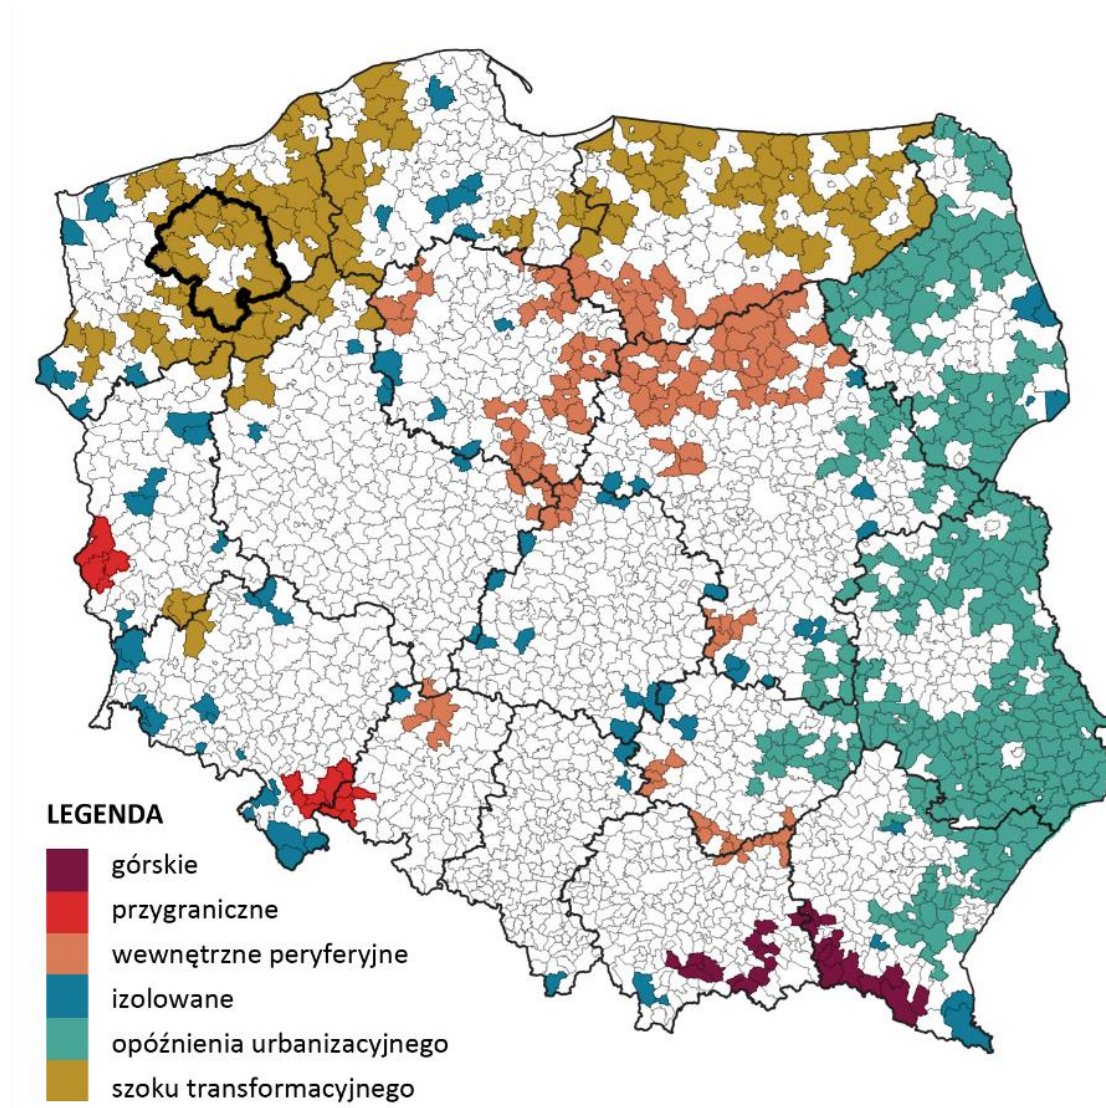 LEGENDA
górskie
przygraniczne
wewnętrzne peryferyjne
izolowane
opóźnienia urbanizacyjnego
szoku transformacyjnego